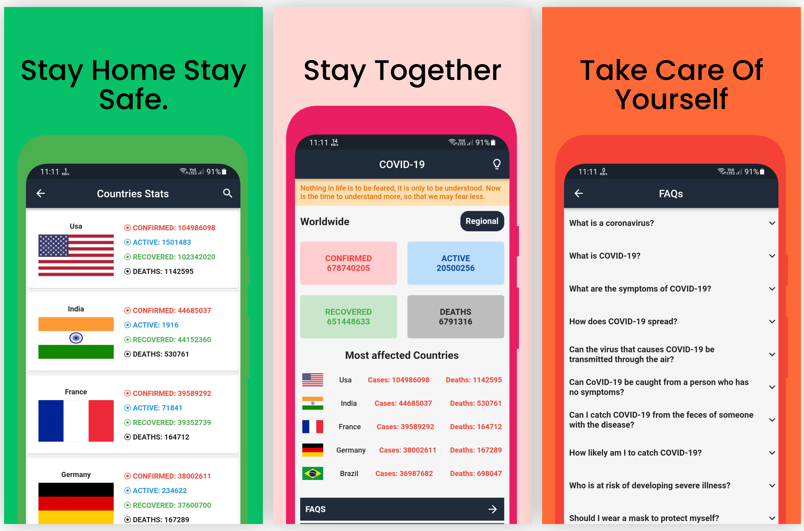 Stay Home Stay
Safe.
11:11
91%
Countries Stats
Usa
CONFIRMED: 104986098
ACTIVE: 1501483
RECOVERED: 102342020
DEATHS: 1142595
India
CONFIRMED: 44685037
ACTIVE: 1916
RECOVERED: 44152360
DEATHS: 530761
France
CONFIRMED: 39589292
ACTIVE: 71841
RECOVERED: 39352739
DEATHS: 164712
Germany
CONFIRMED: 38002611
ACTIVE: 234622
RECOVERED: 37600700
DEATHS: 167289
Stay Together
11:11
91%
COVID-19
Nothing in life is to be feared, it is only to be understood. Now
is the time to understand more, so that we may fear less.
Worldwide
Regional
CONFIRMED
678740205
ACTIVE
20500256
RECOVERED
651448633
DEATHS
6791316
Most affected Countries
Usa Cases: 104986098 Deaths: 1142595
India Cases: 44685037 Deaths: 530761
France Cases: 39589292 Deaths: 164712
Germany Cases: 38002611 Deaths: 167289
Brazil Cases: 36987682 Deaths: 698047
FAQS
Take Care Of
Yourself
11:11
91%
FAQs
What is a coronavirus?
What is COVID-19?
What are the symptoms of COVID-19?
How does COVID-19 spread?
Can the virus that causes COVID-19 be
transmitted through the air?
Can CoVID-19 be caught from a person who has
no symptoms?
Can I catch COVID-19 from the feces of someone
with the disease?
How likely am I to catch COVID-19?
Who is at risk of developing severe illness?
Should I wear a mask to protect myself?